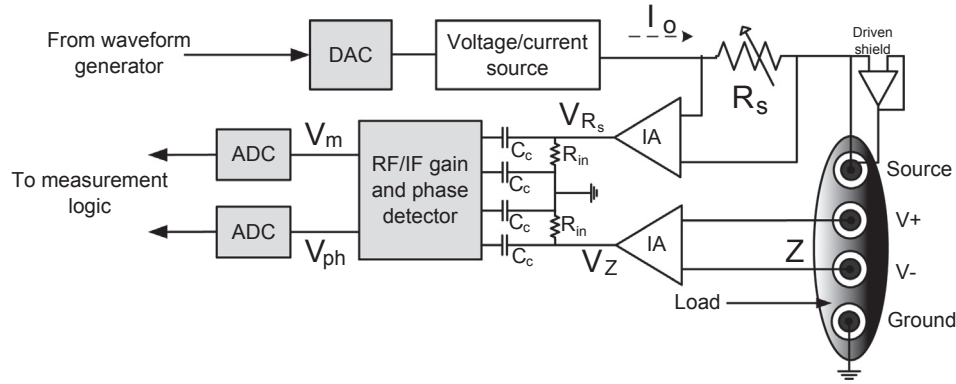 From waveform
generator
DAC
Voltage/current
source
I o
Driven
shield
R s
V R s
IA
ADC
V m
RF/IF gain
and phase
detector
C c
R in
C c
C c
R in
C c
To measurement
logic
ADC
V ph
V Z
IA
Z
Source
V+
V-
Load
Ground